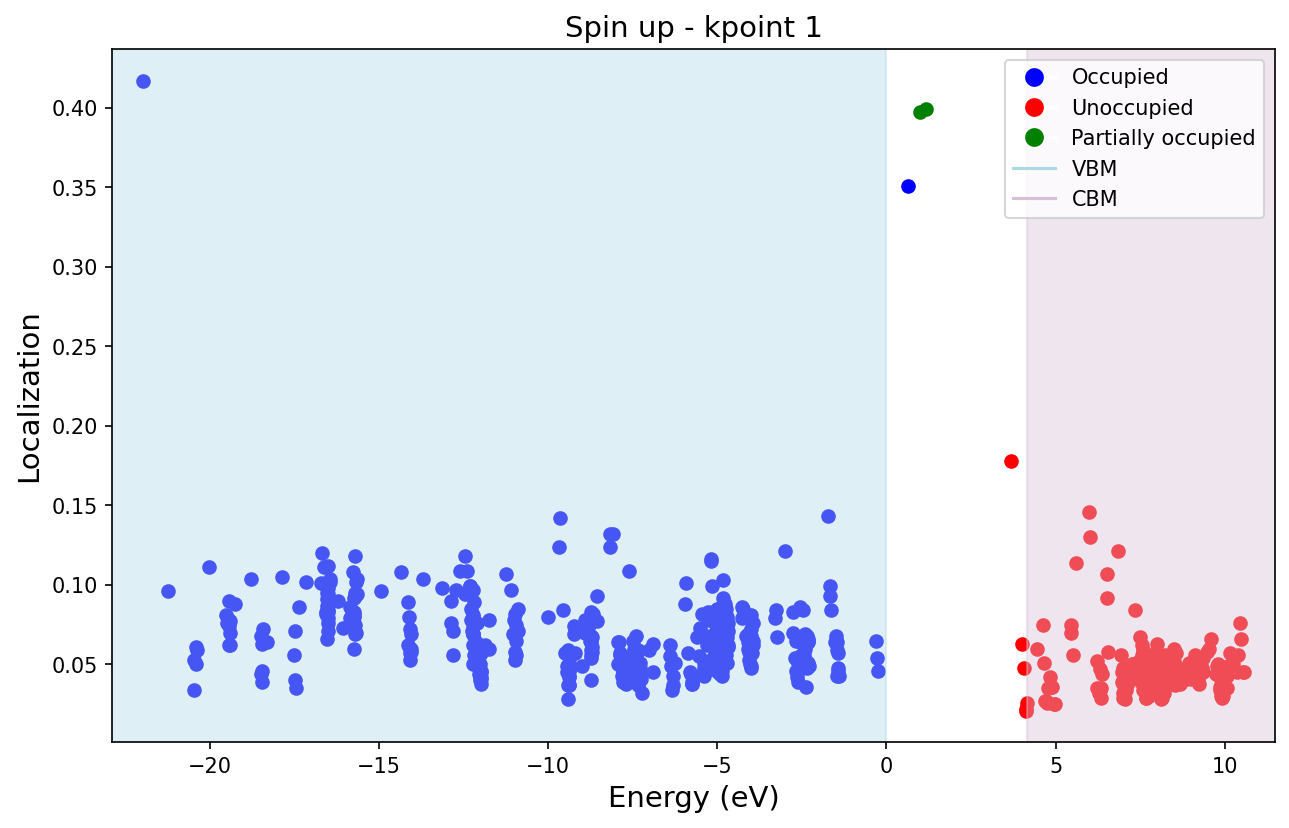 Spin up - kpoint 1
Localization
0.40
0.35
0.30
0.25
0.20
0.15
0.10
0.05
Occupied
Unoccupied
Partially occupied
VBM
CBM
−20
−15
−10
−5
0
5
10
Energy (eV)